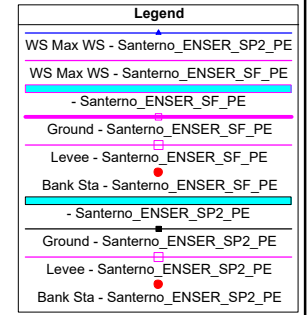 Legend
WS Max WS - Santerno_ENSER_SP2_PE
WS Max WS - Santerno_ENSER_SF_PE
- Santerno_ENSER_SF_PE
Ground - Santerno_ENSER_SF_PE
Levee - Santerno_ENSER_SF_PE
Bank Sta - Santerno_ENSER_SF_PE
- Santerno_ENSER_SP2_PE
Ground - Santerno_ENSER_SP2_PE
Levee - Santerno_ENSER_SP2_PE
Bank Sta - Santerno_ENSER_SP2_PE